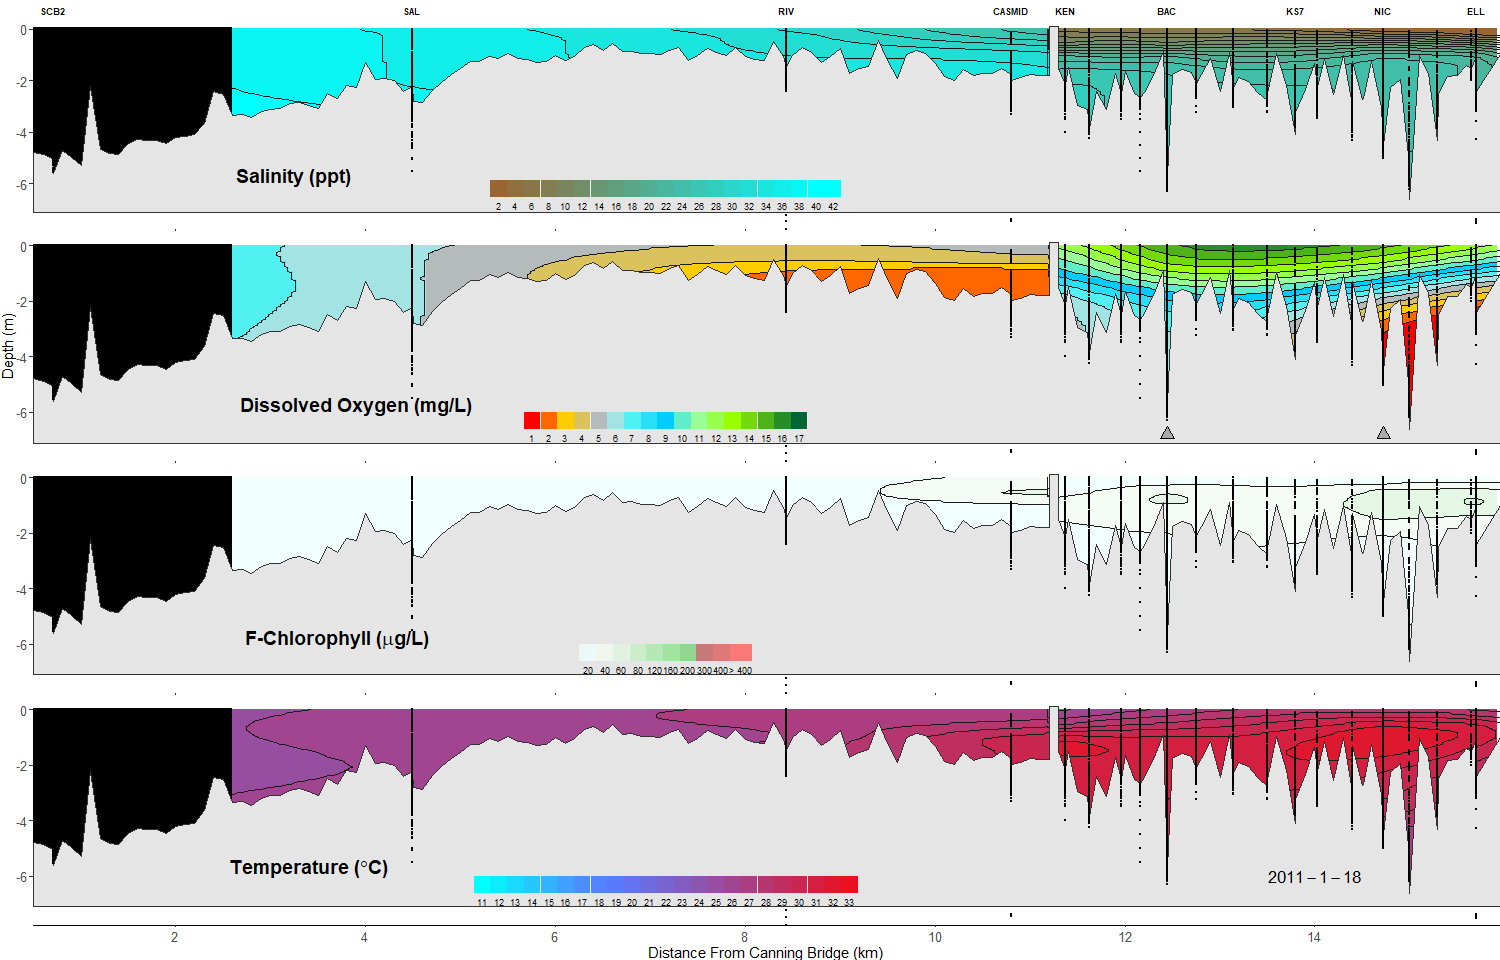 SCB2 SAL RIV CASMID KEN BAC KS7 NIC ELL
0
-2
-4
-6
Salinity (ppt)
2 4 6 8 10 12 14 16 18 20 22 24 26 28 30 32 34 36 38 40 42
0
-2
-4
-6
Dissolved Oxygen (mg/L)
1 2 3 4 5 6 7 8 9 10 11 12 13 14 15 16 17
Depth (m)
0
-2
-4
-6
F-Chlorophyll (μg/L)
20 40 60 80 120 160 200 300 400 > 400
0
-2
-4
-6
Temperature (°C)
11 12 13 14 15 16 17 18 19 20 21 22 23 24 25 26 27 28 29 30 31 32 33
2011 – 1 – 18
2 4 6 8 10 12 14
Distance From Canning Bridge (km)